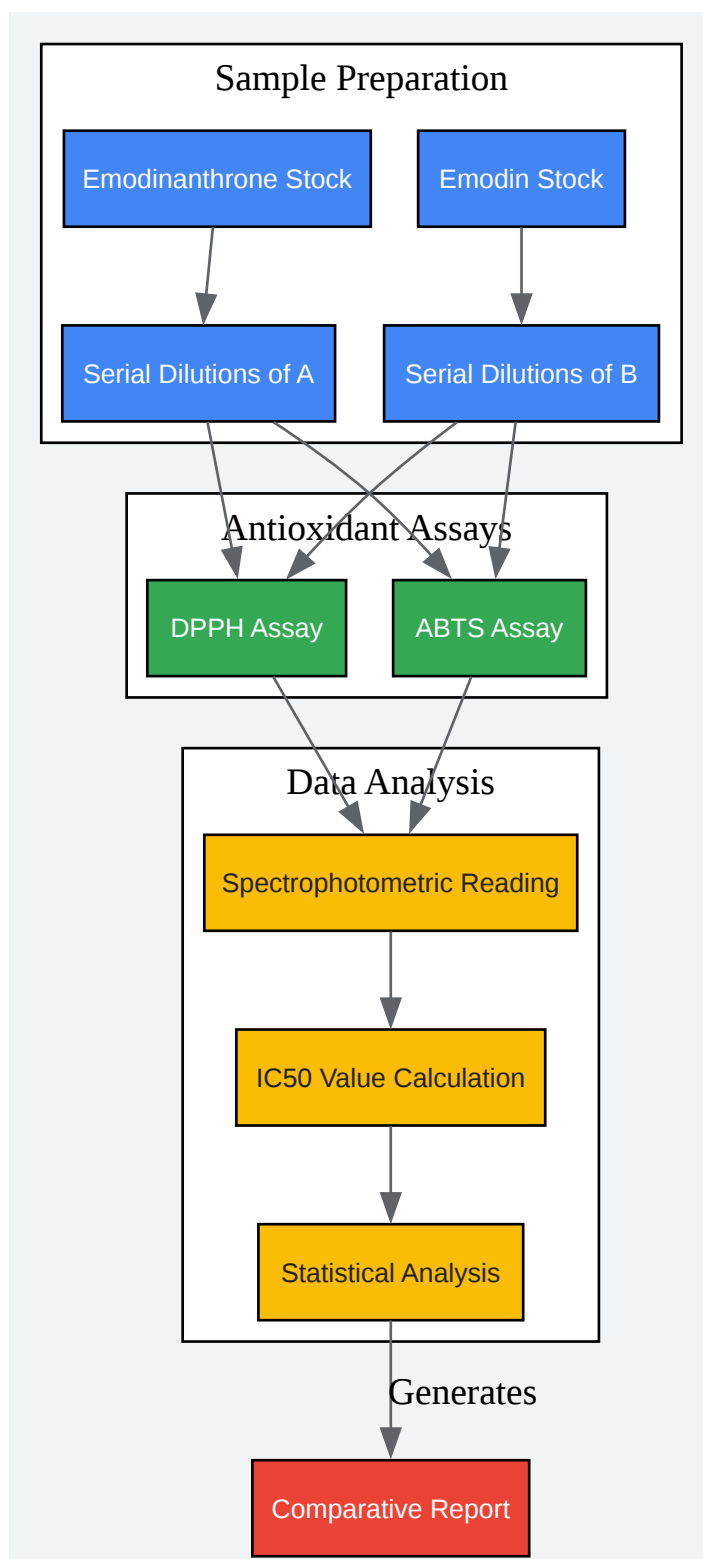 Sample Preparation
Emodinanthrone Stock
Emodin Stock
Serial Dilutions of A
Serial Dilutions of B
Antioxidant Assays
DPPH Assay
ABTS Assay
Data Analysis
Spectrophotometric Reading
IC50 Value Calculation
Statistical Analysis
Generates
Comparative Report